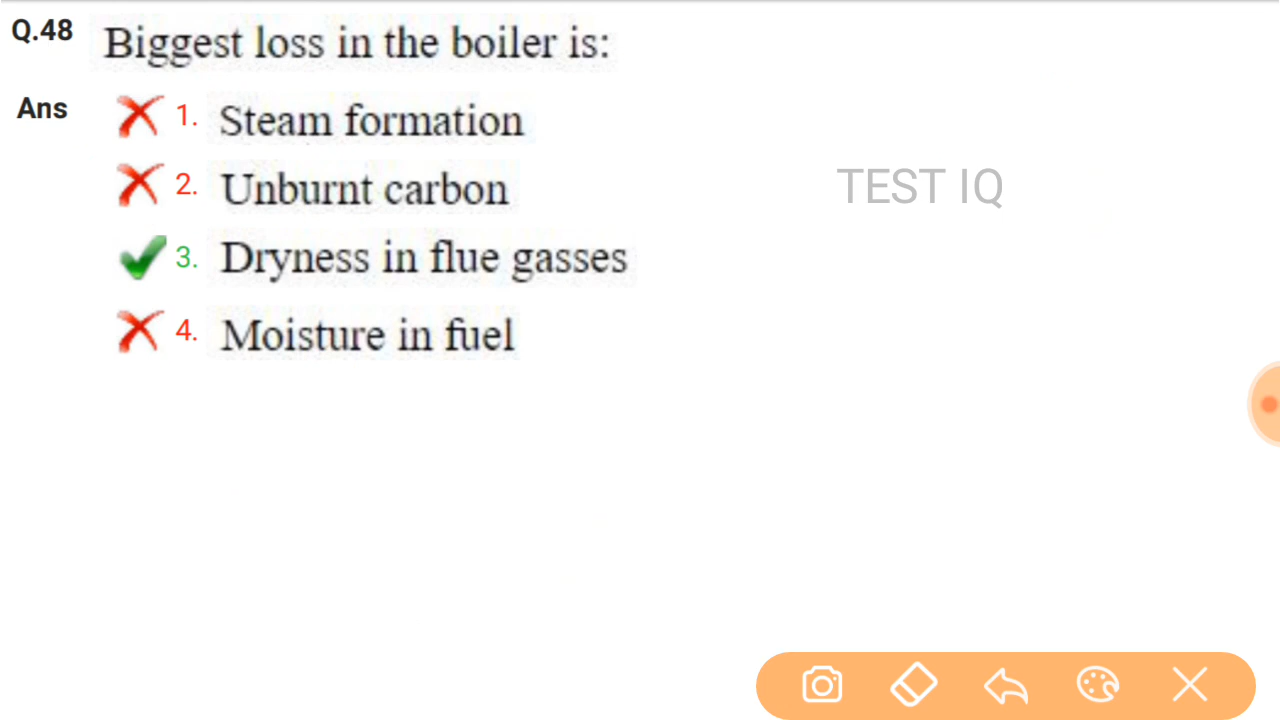 Q.48 Biggest loss in the boiler is:
Ans 1. Steam formation
2. Unburnt carbon
TEST IQ
3. Dryness in flue gasses
4. Moisture in fuel